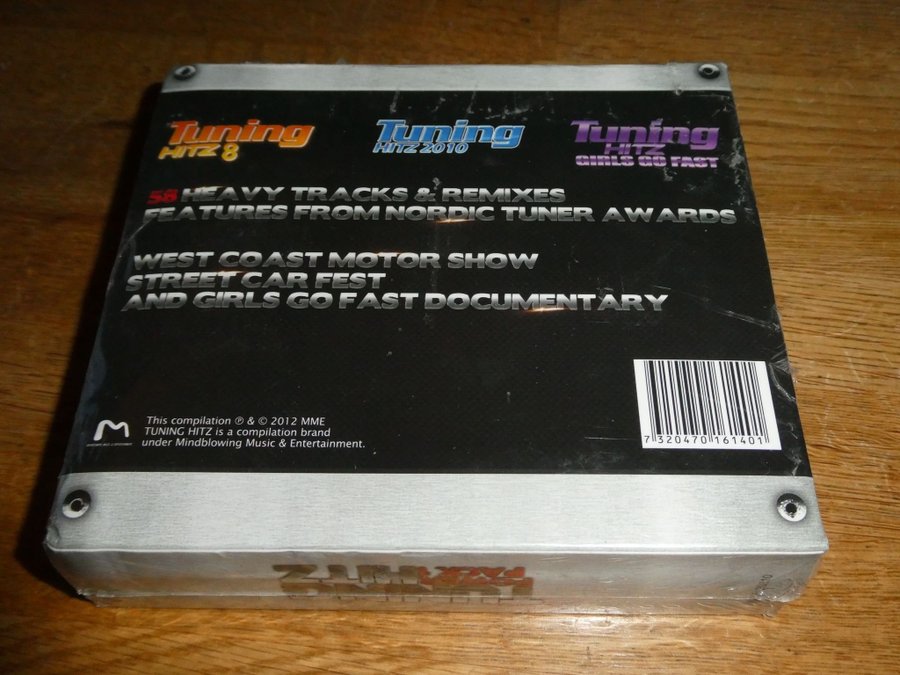 Tuning
HITZ 8
Tuning
HITZ 2010
Tuning
HITZ
GIRLS GO FAST
58 HEAVY TRACKS & REMIXES
FEATURES FROM NORDIC TUNER AWARDS
WEST COAST MOTOR SHOW
STREET CAR FEST
AND GIRLS GO FAST DOCUMENTARY
This compilation ℗ & © 2012 MME
TUNING HITZ is a compilation brand
under Mindblowing Music & Entertainment.
7 320470 161401
TUNING
HITZ